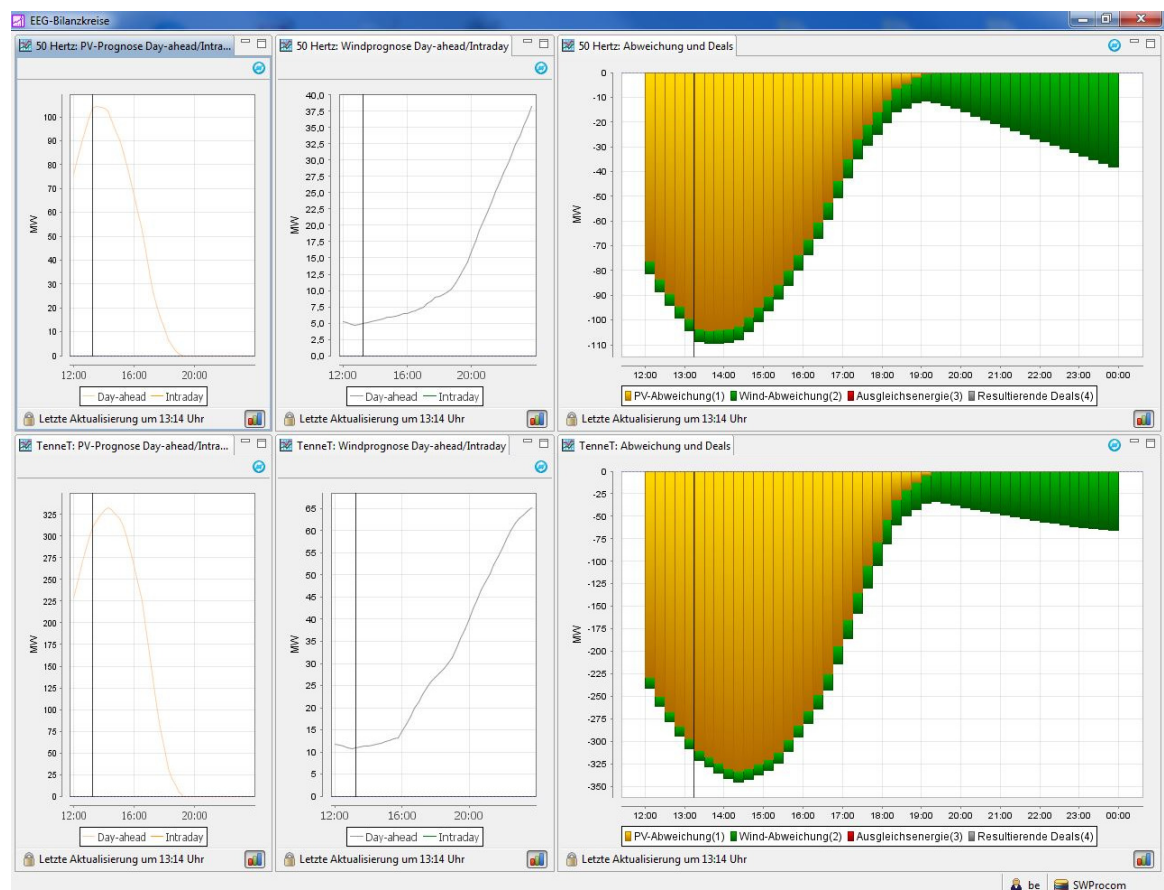 EEG-Bilanzkreise
50 Hertz: PV-Prognose Day-ahead/Intra...
50 Hertz: Windprognose Day-ahead/Intraday
50 Hertz: Abweichung und Deals
MW
100
90
80
70
60
50
40
30
20
10
0
12:00 16:00 20:00
Day-ahead Intraday
Letzte Aktualisierung um 13:14 Uhr
MW
40,0
37,5
35,0
32,5
30,0
27,5
25,0
22,5
20,0
17,5
15,0
12,5
10,0
7,5
5,0
2,5
0,0
12:00 16:00 20:00
Day-ahead Intraday
Letzte Aktualisierung um 13:14 Uhr
MW
0
-10
-20
-30
-40
-50
-60
-70
-80
-90
-100
-110
12:00 13:00 14:00 15:00 16:00 17:00 18:00 19:00 20:00 21:00 22:00 23:00 00:00
PV-Abweichung(1) Wind-Abweichung(2) Ausgleichsenergie(3) Resultierende Deals(4)
Letzte Aktualisierung um 13:14 Uhr
TenneT: PV-Prognose Day-ahead/Intra...
TenneT: Windprognose Day-ahead/Intraday
TenneT: Abweichung und Deals
MW
325
300
275
250
225
200
175
150
125
100
75
50
25
0
12:00 16:00 20:00
Day-ahead Intraday
Letzte Aktualisierung um 13:14 Uhr
MW
65
60
55
50
45
40
35
30
25
20
15
10
5
0
12:00 16:00 20:00
Day-ahead Intraday
Letzte Aktualisierung um 13:14 Uhr
MW
0
-25
-50
-75
-100
-125
-150
-175
-200
-225
-250
-275
-300
-325
-350
12:00 13:00 14:00 15:00 16:00 17:00 18:00 19:00 20:00 21:00 22:00 23:00 00:00
PV-Abweichung(1) Wind-Abweichung(2) Ausgleichsenergie(3) Resultierende Deals(4)
Letzte Aktualisierung um 13:14 Uhr
be SWProcom